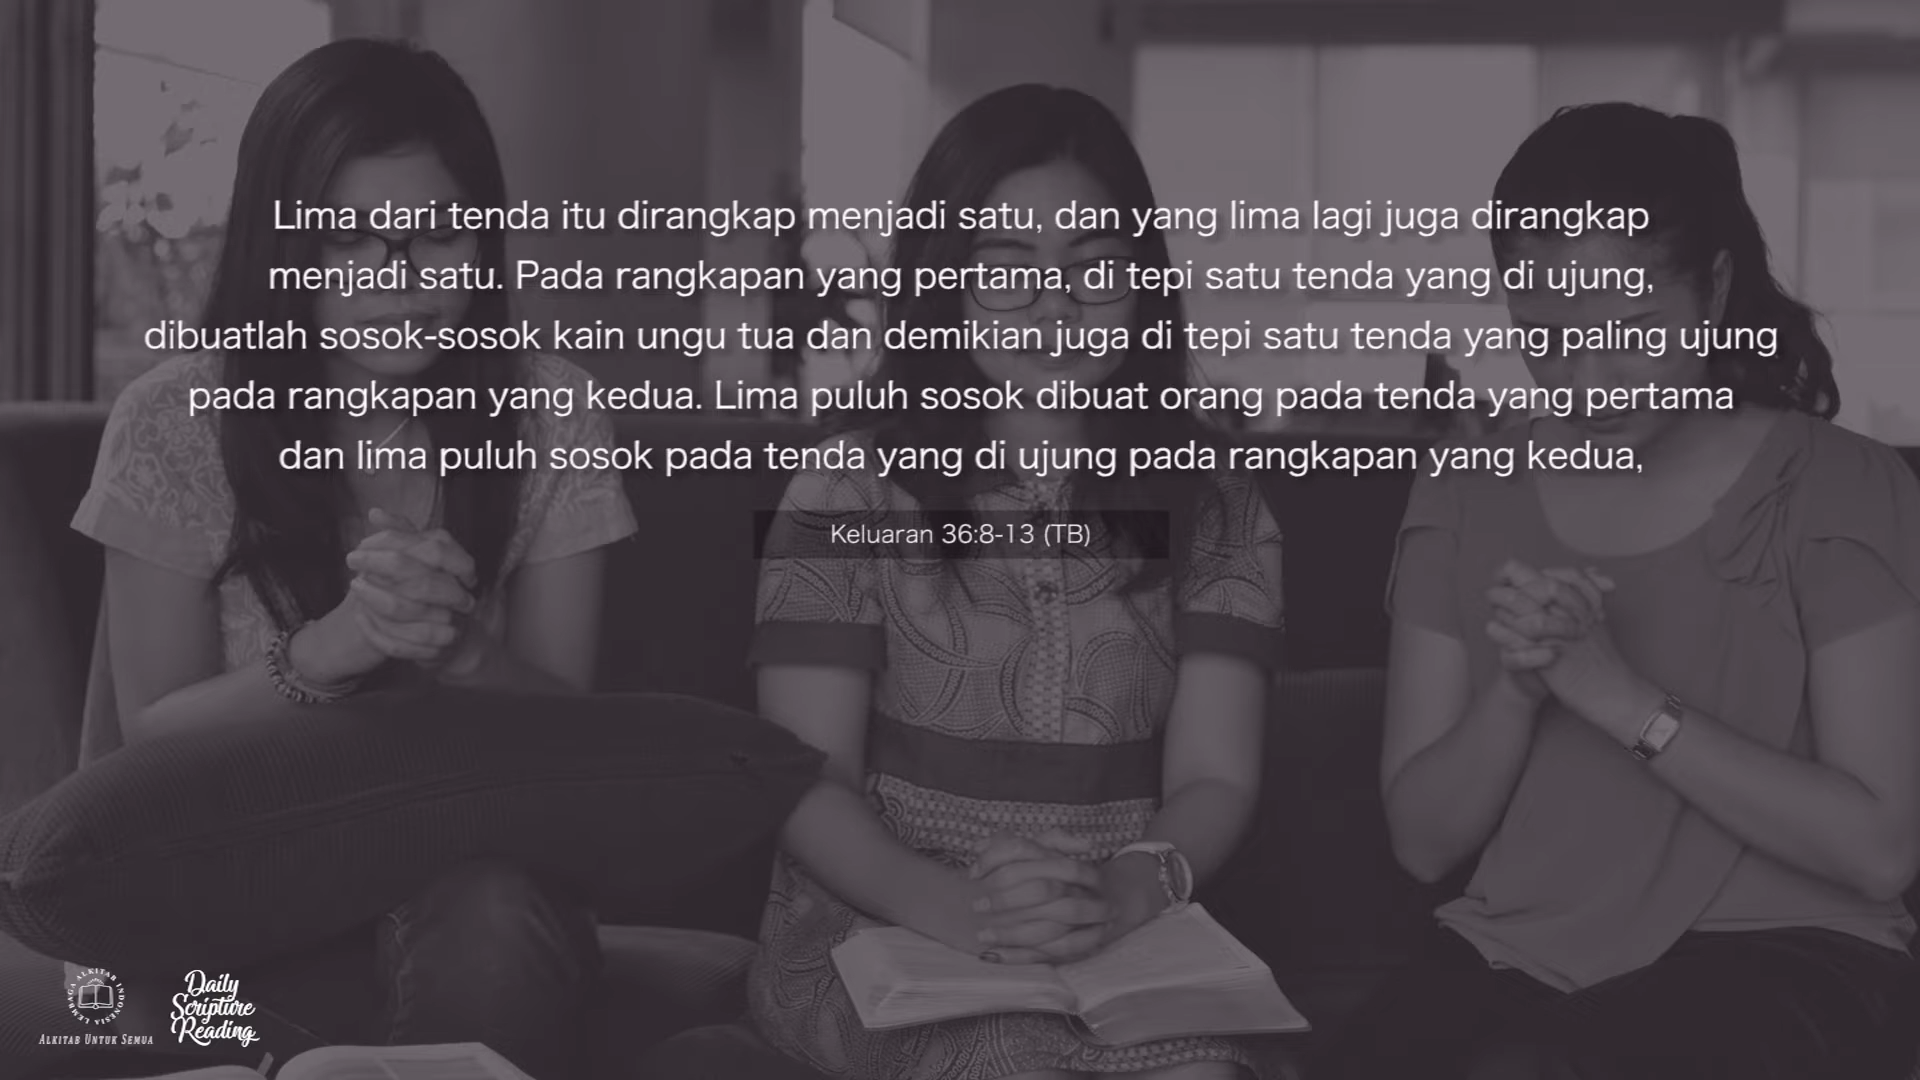 Lima dari tenda itu dirangkap menjadi satu, dan yang lima lagi juga dirangkap
menjadi satu. Pada rangkapan yang pertama, di tepi satu tenda yang di ujung,
dibuatlah sosok-sosok kain ungu tua dan demikian juga di tepi satu tenda yang paling ujung
pada rangkapan yang kedua. Lima puluh sosok dibuat orang pada tenda yang pertama
dan lima puluh sosok pada tenda yang di ujung pada rangkapan yang kedua,
Keluaran 36:8-13 (TB)
LEMBAGA ALKITAB INDONESIA
ALKITAB UNTUK SEMUA
Daily
Scripture
Reading